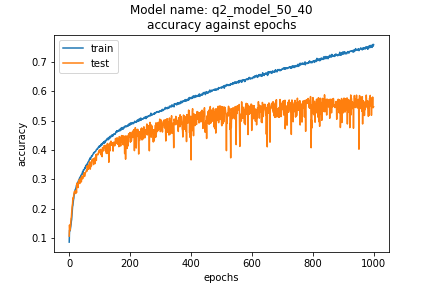 Model name: q2_model_50_40
accuracy against epochs
train
test
accuracy
0.7
0.6
0.5
0.4
0.3
0.2
0.1
0
200
400
600
800
1000
epochs